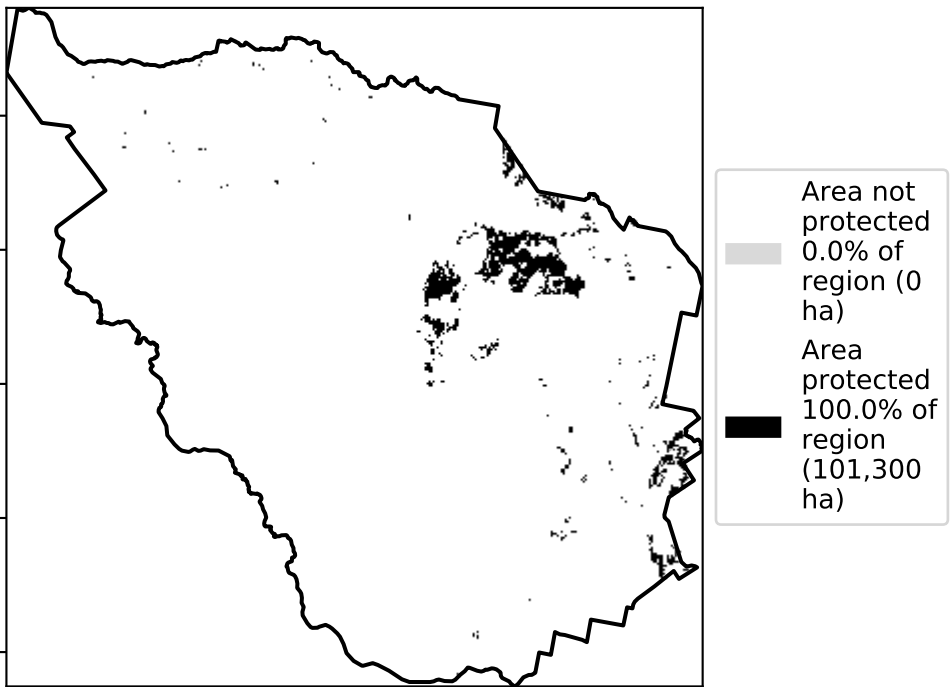 Area not
protected
0.0% of
region (0
ha)
Area
protected
100.0% of
region
(101,300
ha)